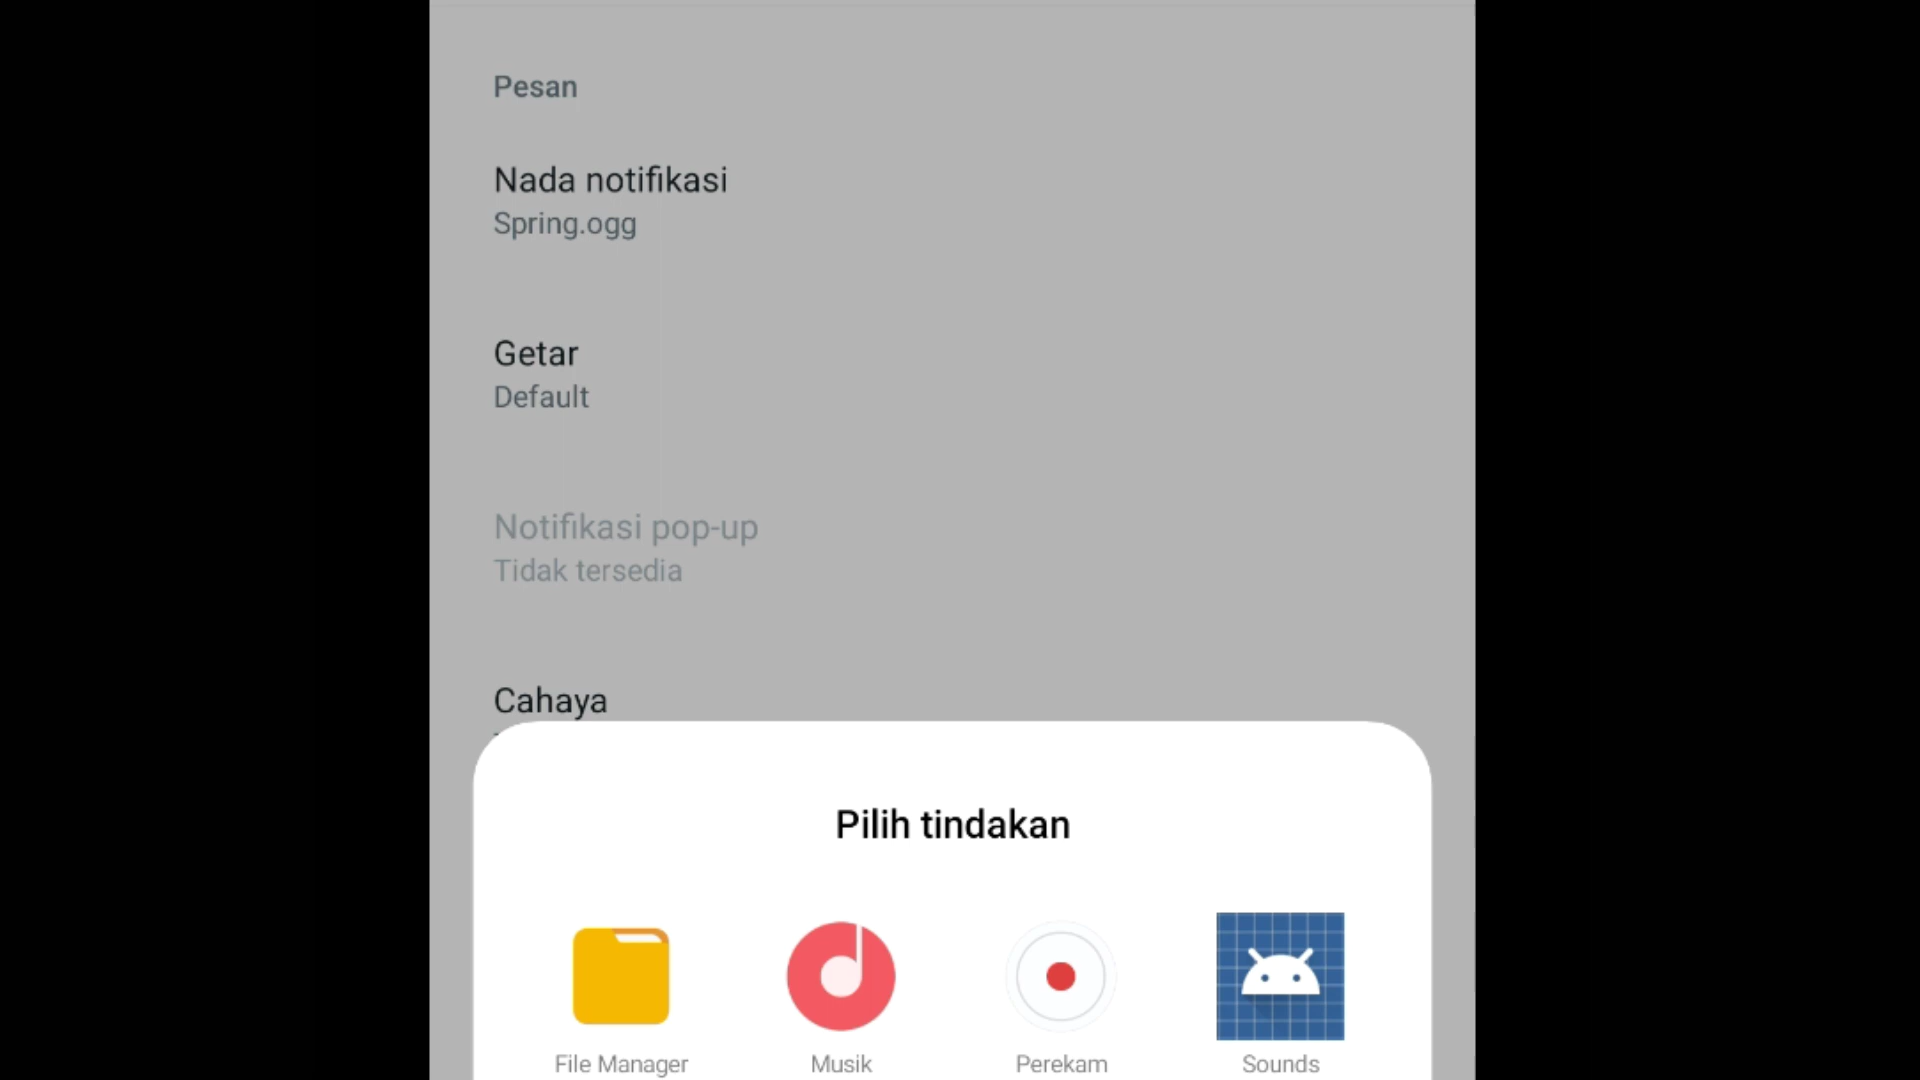 Pesan
Nada notifikasi
Spring.ogg
Getar
Default
Notifikasi pop-up
Tidak tersedia
Cahaya
Pilih tindakan
File Manager
Musik
Perekam
Sounds